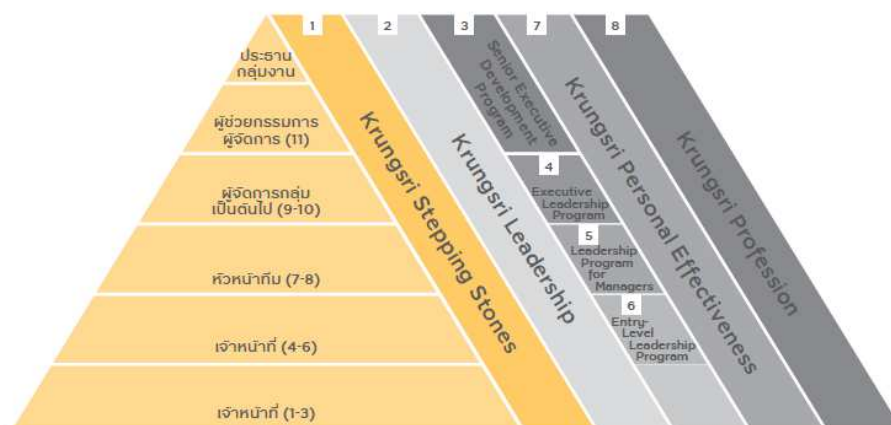 1
2
3
7
8
ประธาน
กลุ่มงาน
ผู้ช่วยกรรมการ
ผู้จัดการ (11)
ผู้จัดการกลุ่ม
เป็นต้นไป (9-10)
หัวหน้าทีม (7-8)
เจ้าหน้าที่ (4-6)
เจ้าหน้าที่ (1-3)
Krungsri Stepping Stones
Krungsri Leadership
Senior Executive
Development
Program
4
Executive
Leadership
Program
5
Leadership
Program
for
Managers
6
Entry-
Level
Leadership
Program
Krungsri Personal Effectiveness
Krungsri Profession